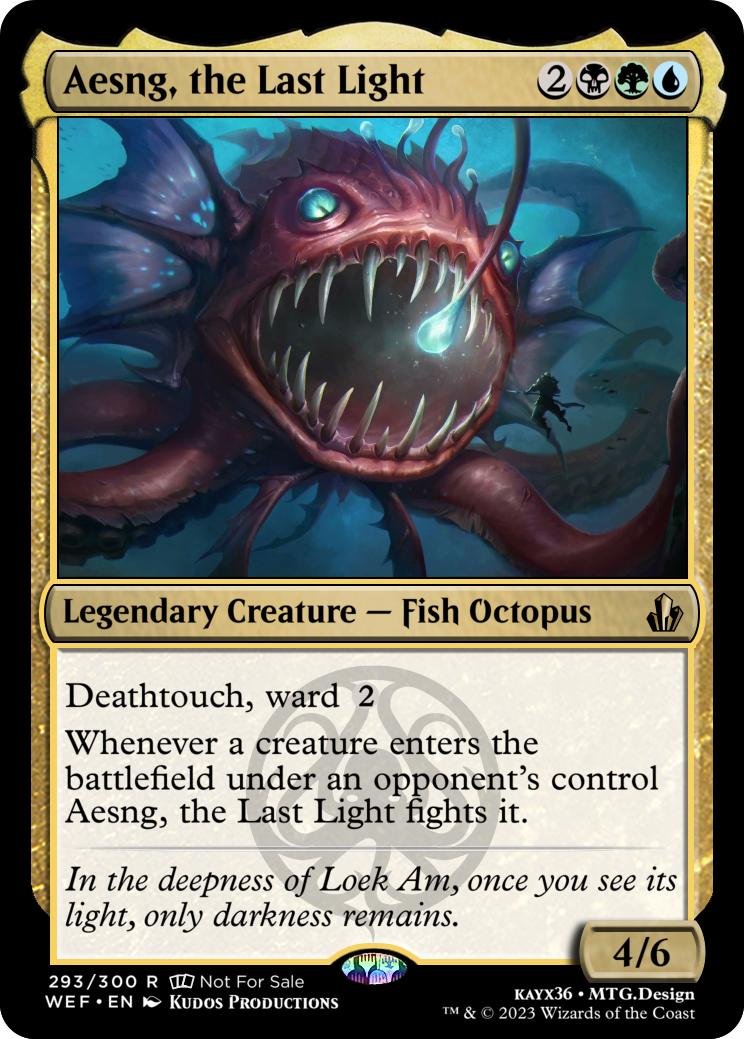 Aesng, the Last Light 2
Legendary Creature — Fish Octopus
Deathtouch, ward 2
Whenever a creature enters the
battlefield under an opponent's control
Aesng, the Last Light fights it.
In the deepness of Loek Am, once you see its
light, only darkness remains.
4/6
293/300 R Not For Sale
WEF • EN Kudos Productions
kayx36 • MTG.Design
™ & © 2023 Wizards of the Coast